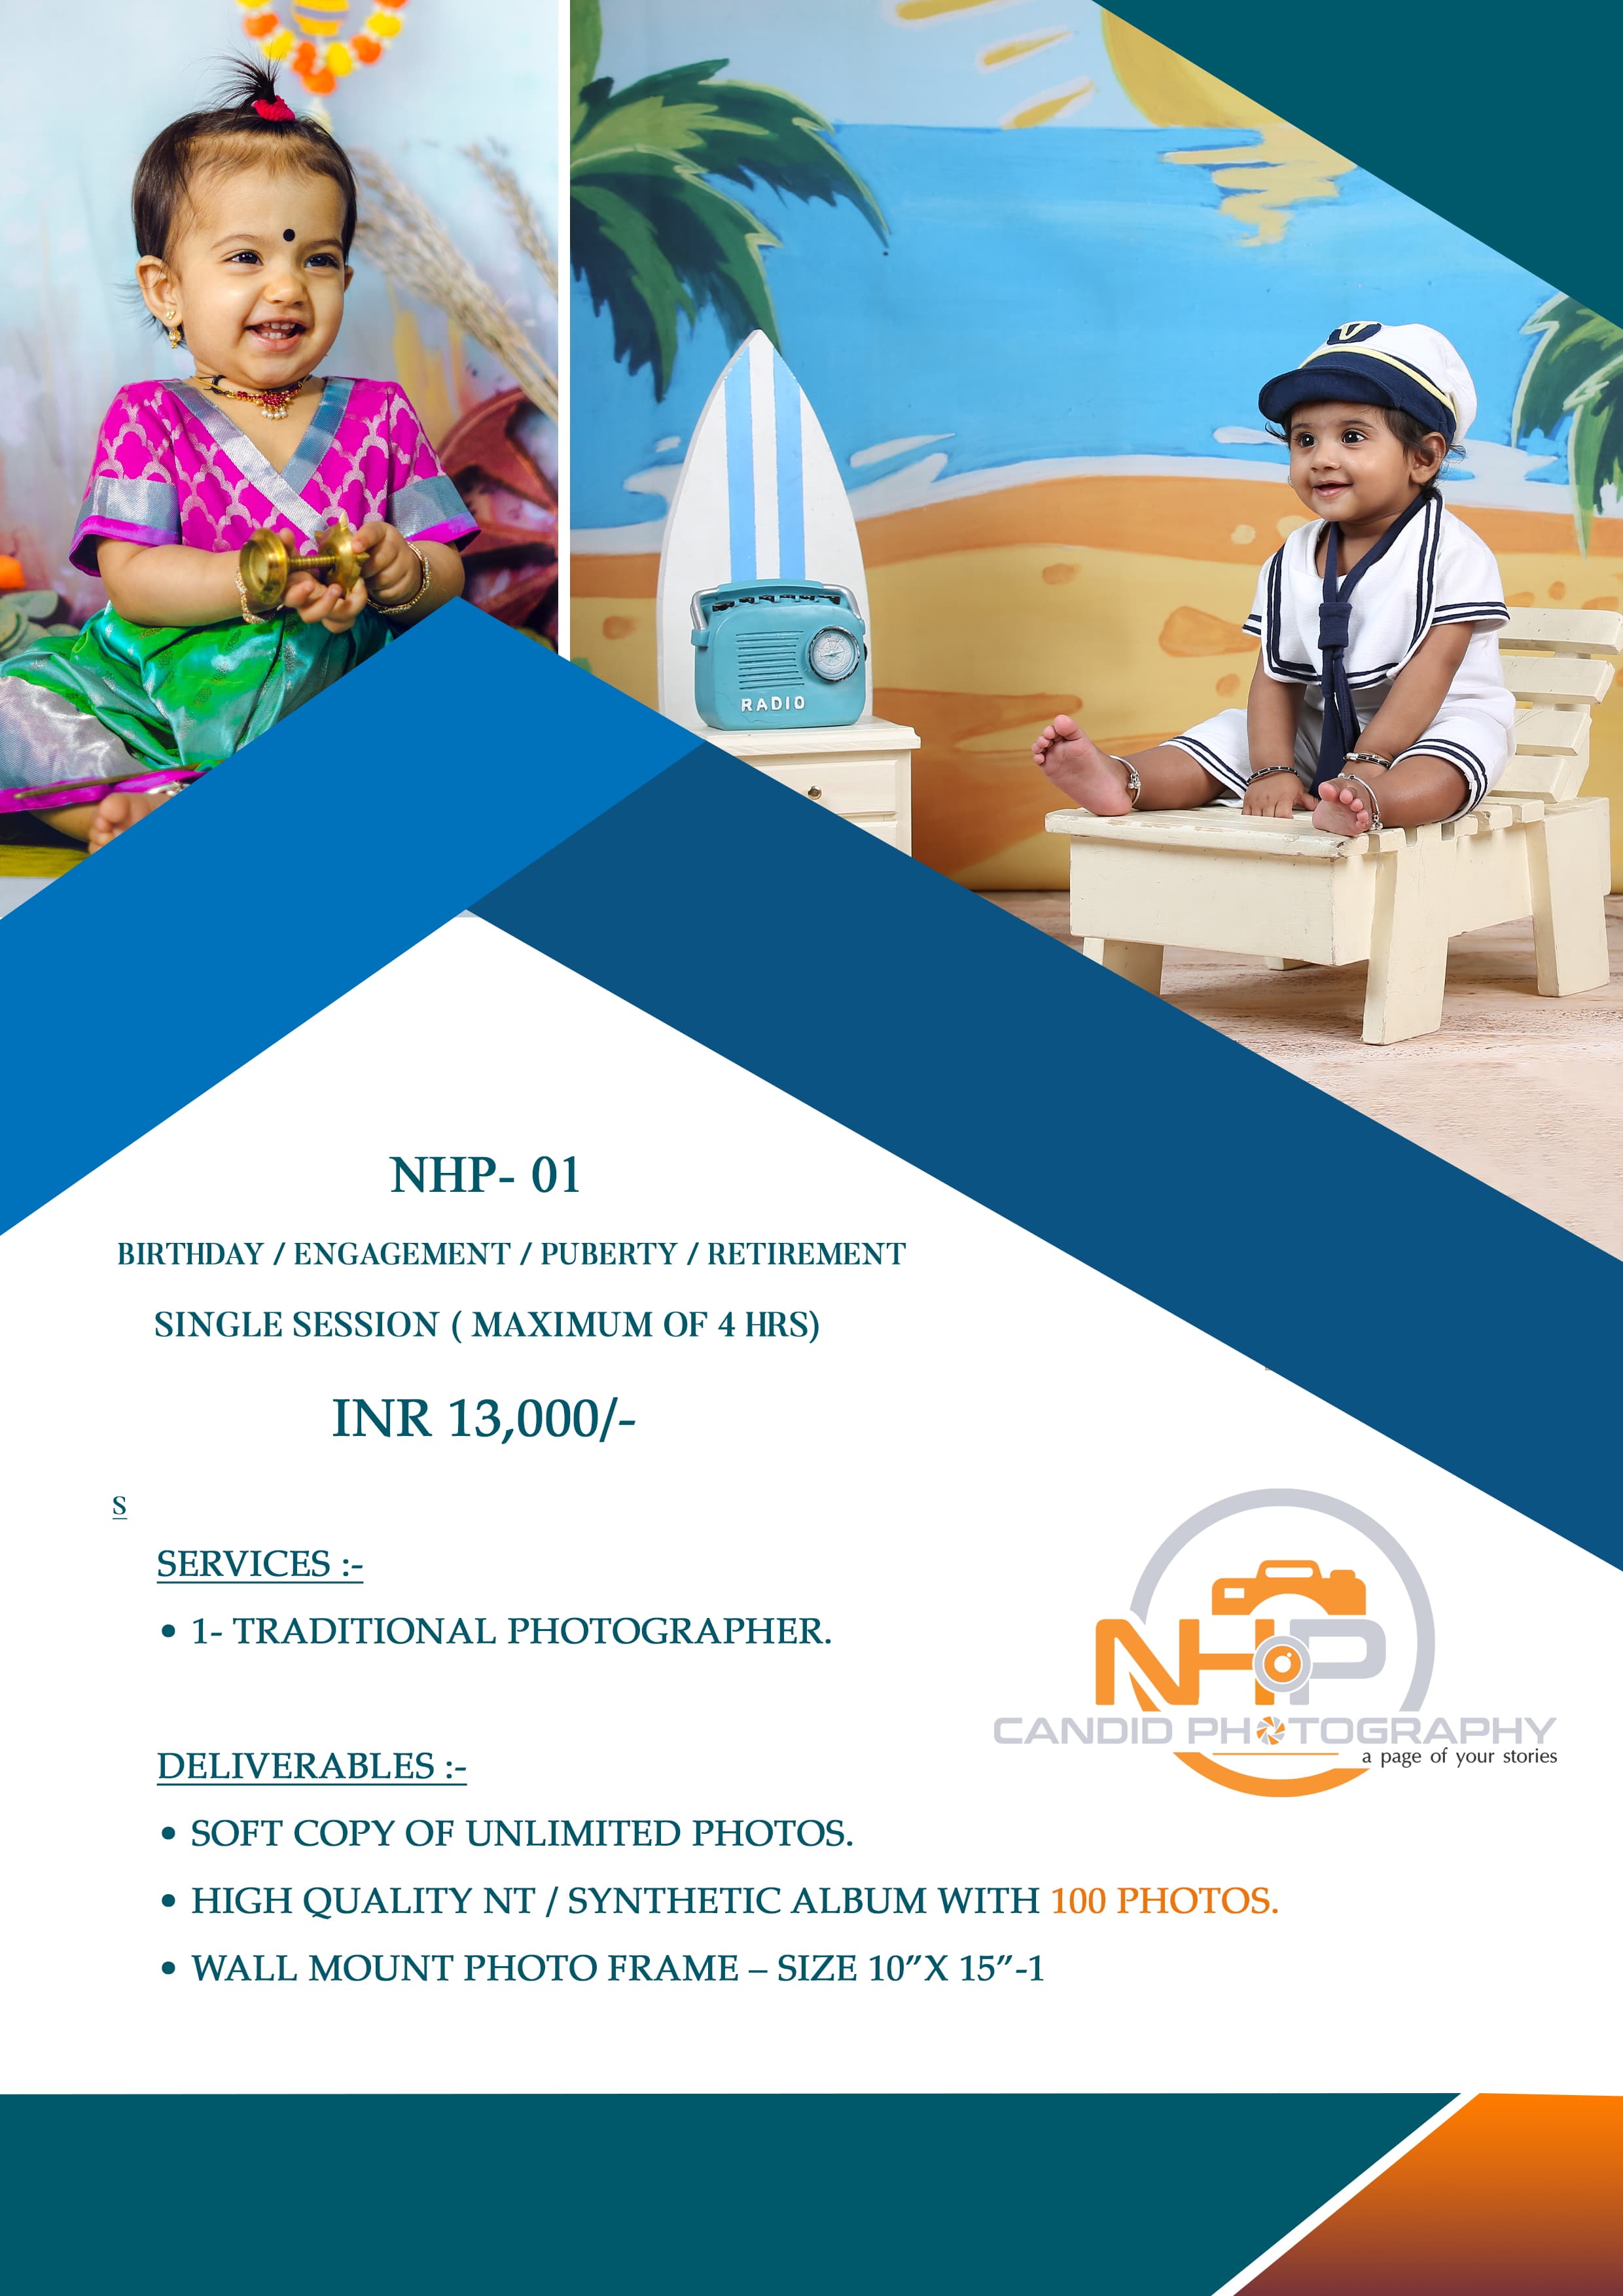 RADIO
NHP- 01
BIRTHDAY / ENGAGEMENT / PUBERTY / RETIREMENT
SINGLE SESSION ( MAXIMUM OF 4 HRS)
INR 13,000/-
S
SERVICES :-
• 1- TRADITIONAL PHOTOGRAPHER.
NHP
CANDID PHOTOGRAPHY
a page of your stories
DELIVERABLES :-
• SOFT COPY OF UNLIMITED PHOTOS.
• HIGH QUALITY NT / SYNTHETIC ALBUM WITH 100 PHOTOS.
• WALL MOUNT PHOTO FRAME – SIZE 10”X 15”-1